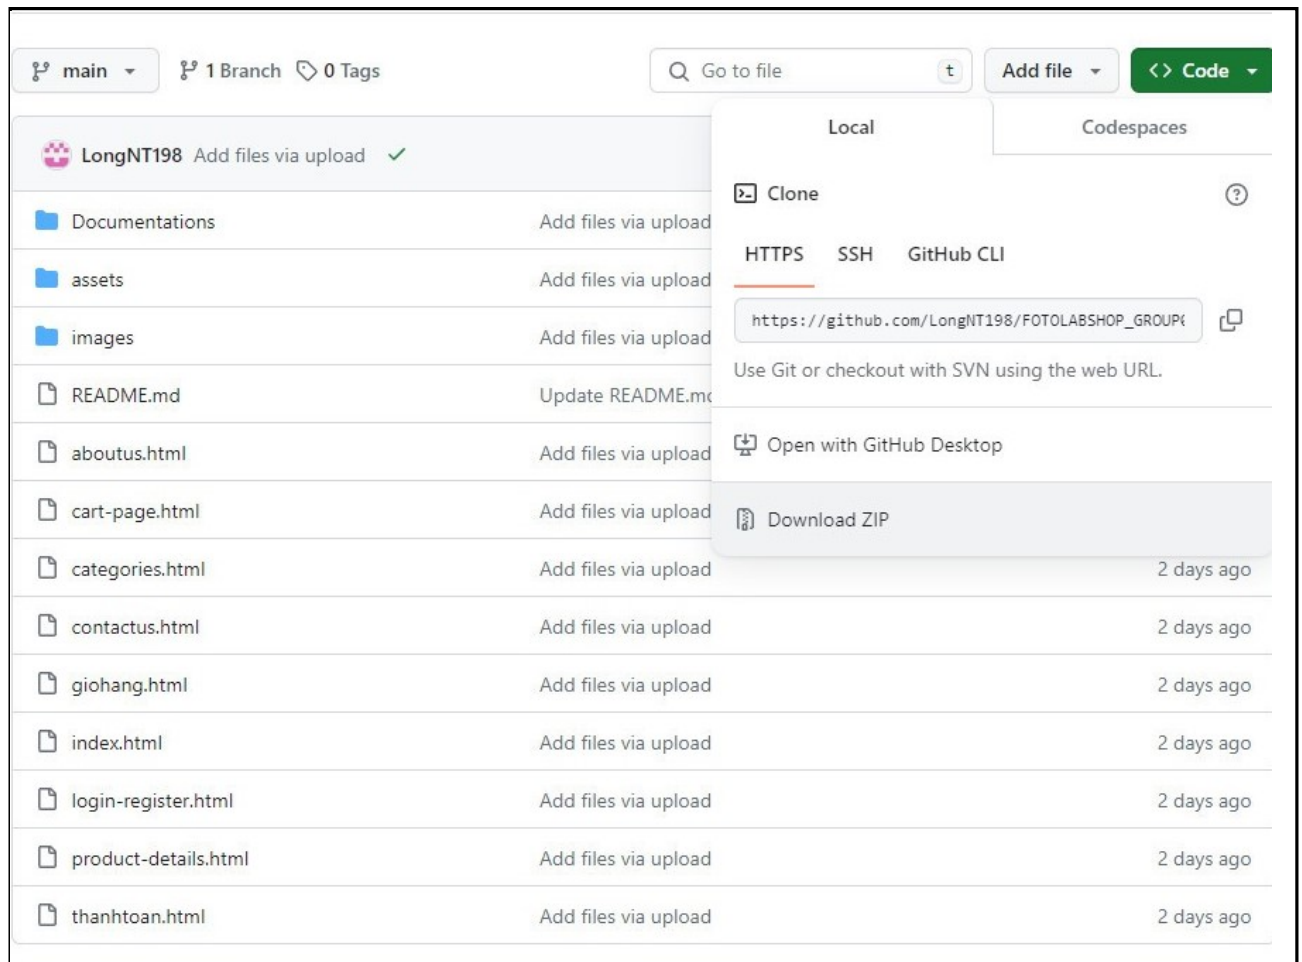 main 1 Branch 0 Tags Go to file t Add file <> Code
Local Codespaces
LongNT198 Add files via upload
Clone
Documentations Add files via upload
HTTPS SSH GitHub CLI
assets Add files via upload
https://github.com/LongNT198/FOTOLABSHOP_GROUP
images Add files via upload
Use Git or checkout with SVN using the web URL.
README.md Update README.md
Open with GitHub Desktop
aboutus.html Add files via upload
cart-page.html Add files via upload
Download ZIP
categories.html Add files via upload 2 days ago
contactus.html Add files via upload 2 days ago
giohang.html Add files via upload 2 days ago
index.html Add files via upload 2 days ago
login-register.html Add files via upload 2 days ago
product-details.html Add files via upload 2 days ago
thanhtoan.html Add files via upload 2 days ago